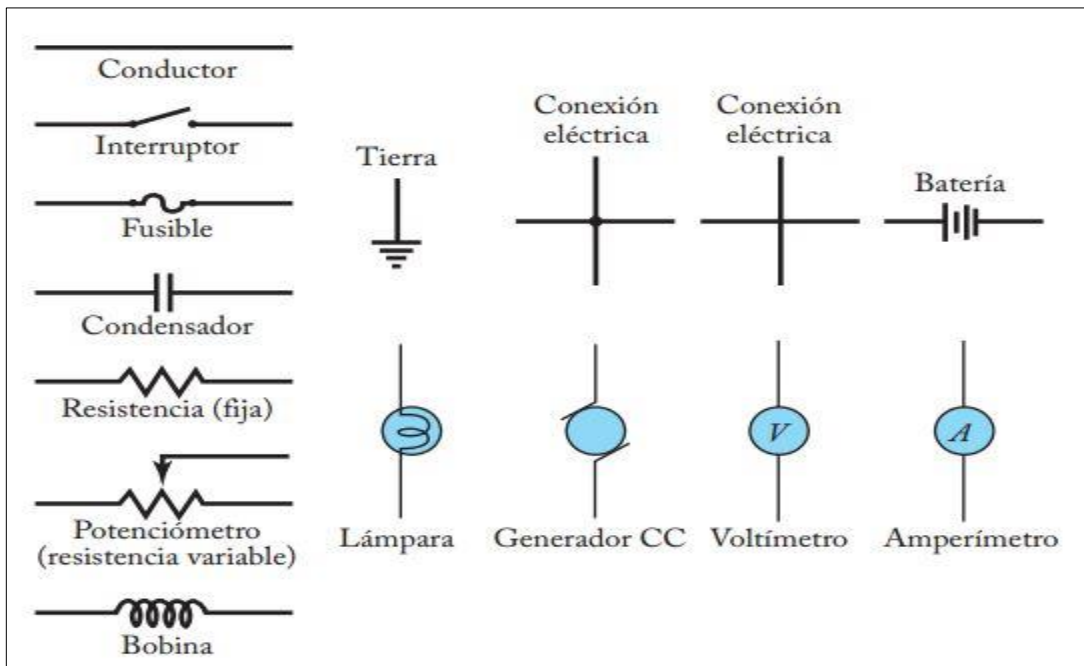 Conductor
Interruptor
Fusible
Condensador
Resistencia (fija)
Potenciómetro
(resistencia variable)
Bobina
Tierra
Conexión
eléctrica
Conexión
eléctrica
Batería
Lámpara
Generador CC
V
Voltímetro
A
Amperímetro